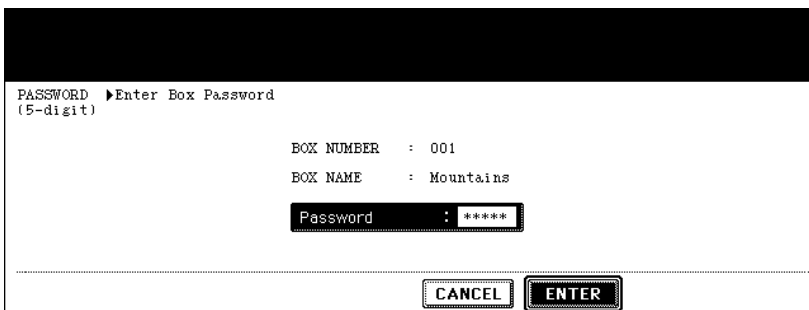 PASSWORD ▶Enter Box Password
(5-digit)
BOX NUMBER : 001
BOX NAME : Mountains
Password : *****
CANCEL ENTER